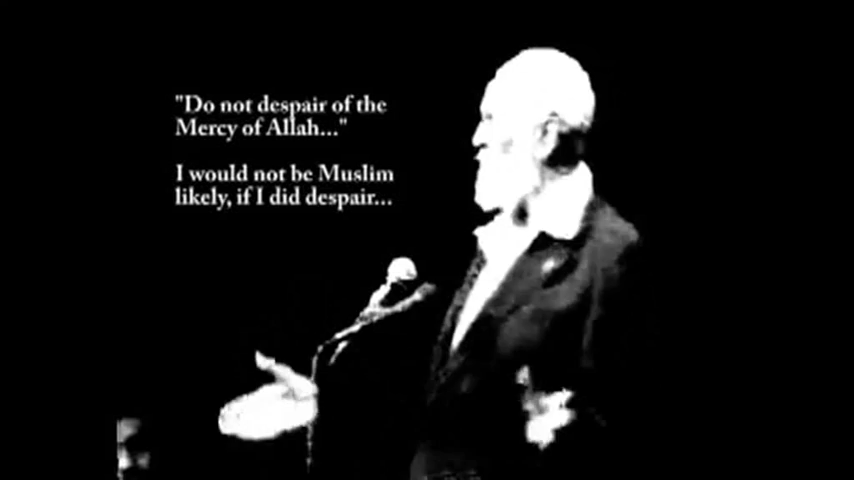 "Do not despair of the
Mercy of Allah..."
I would not be Muslim
likely, if I did despair...